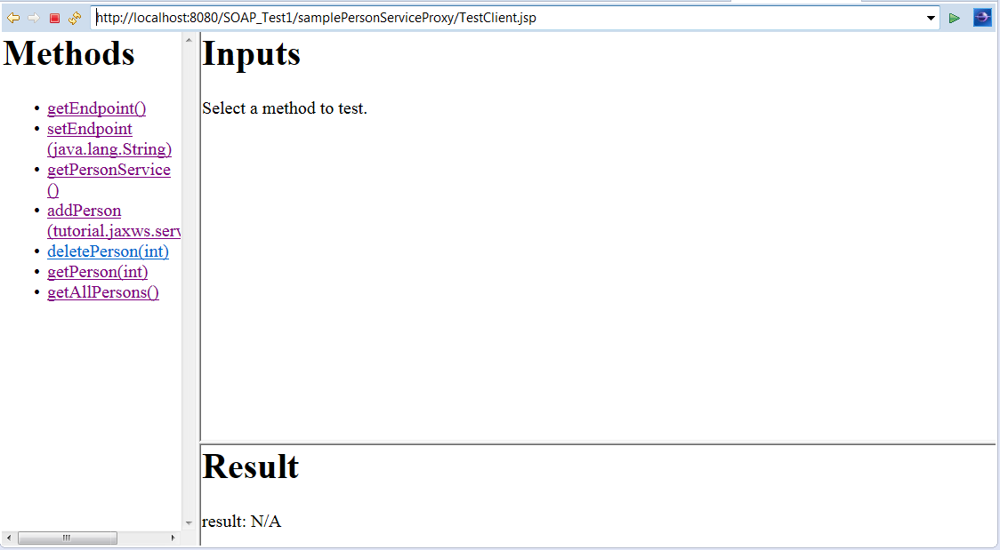 http://localhost:8080/SOAP_Test1/samplePersonServiceProxy/TestClient.jsp
Methods
getEndpoint()
setEndpoint
(java.lang.String)
getPersonService
()
addPerson
(tutorial.jaxws.serv
deletePerson(int)
getPerson(int)
getAllPersons()
Inputs
Select a method to test.
Result
result: N/A